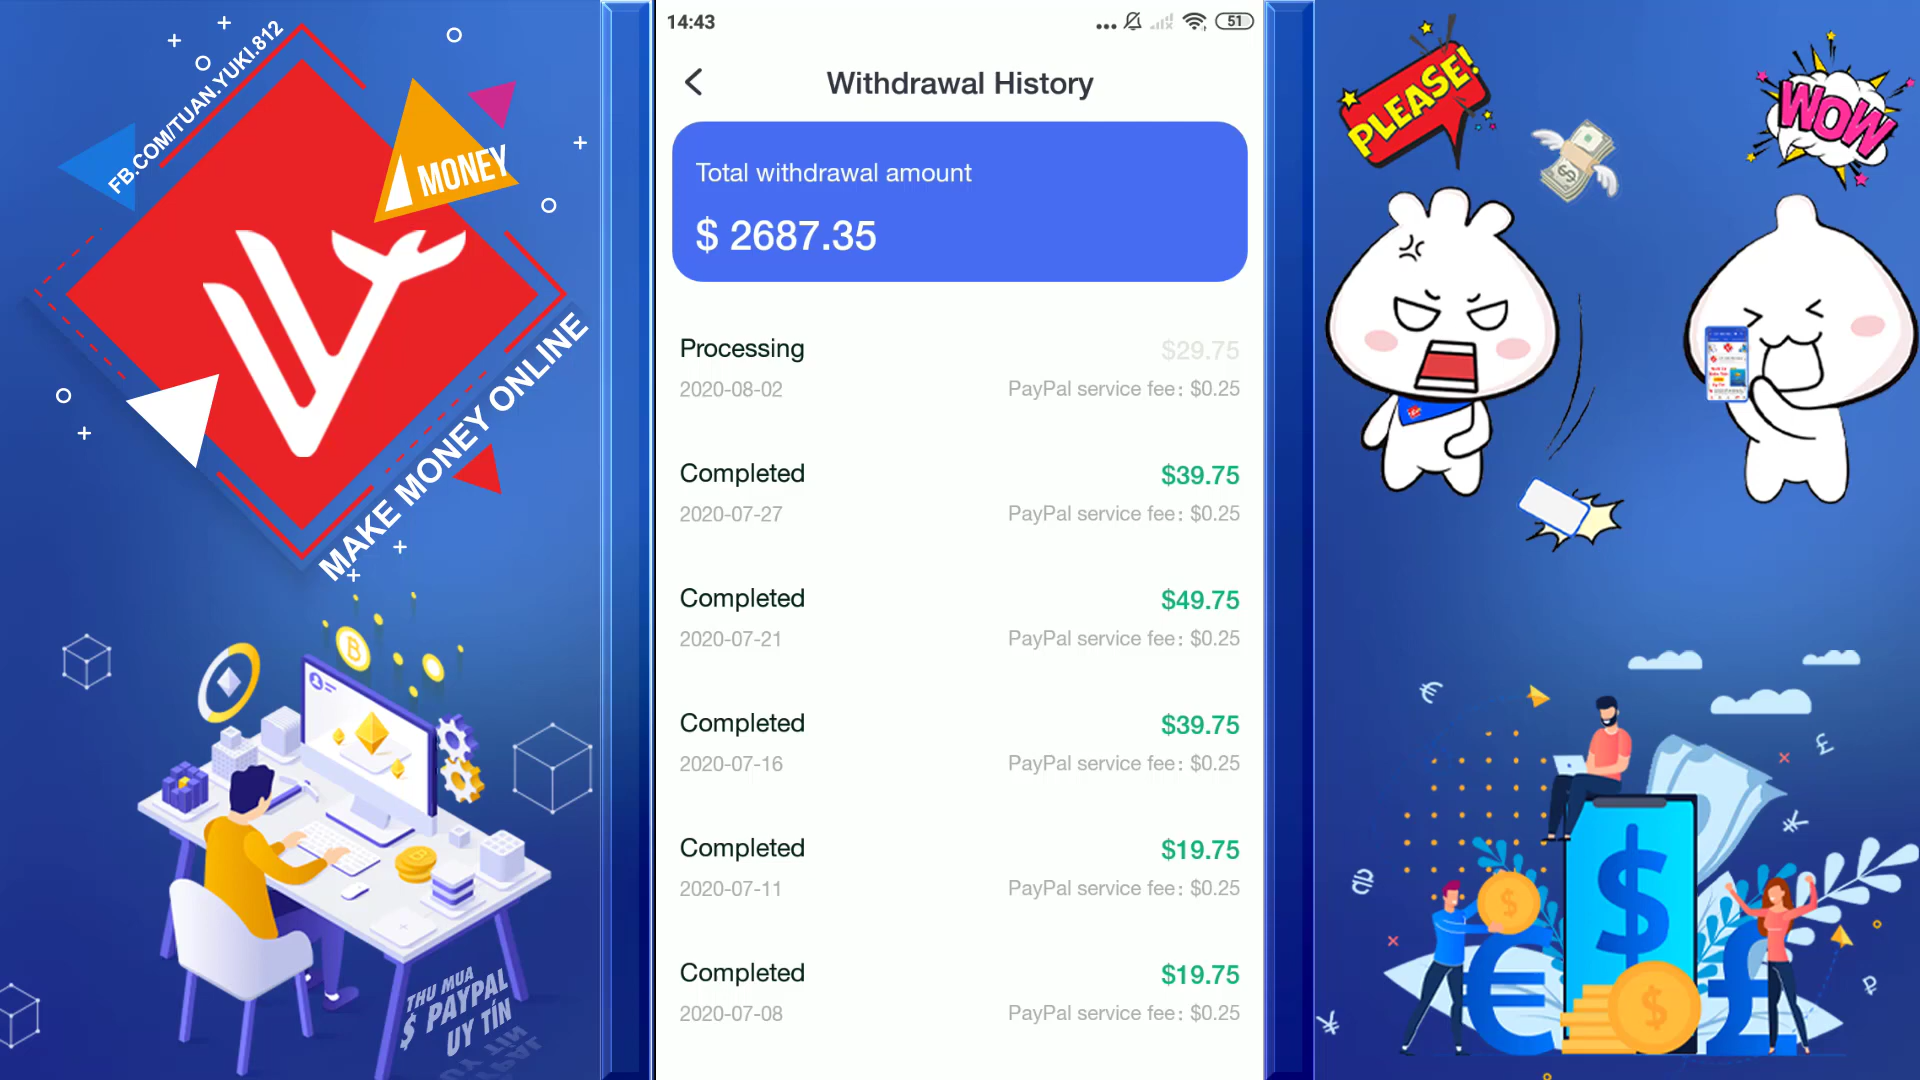 FB.COM/TUAN.YUKI.812
MONEY
MAKE MONEY ONLINE
THU MUA
$ PAYPAL
UY TÍN
14:43
51
Withdrawal History
Total withdrawal amount
$ 2687.35
Processing
$29.75
2020-08-02
PayPal service fee: $0.25
Completed
$39.75
2020-07-27
PayPal service fee: $0.25
Completed
$49.75
2020-07-21
PayPal service fee: $0.25
Completed
$39.75
2020-07-16
PayPal service fee: $0.25
Completed
$19.75
2020-07-11
PayPal service fee: $0.25
Completed
$19.75
2020-07-08
PayPal service fee: $0.25
PLEASE!
WOW